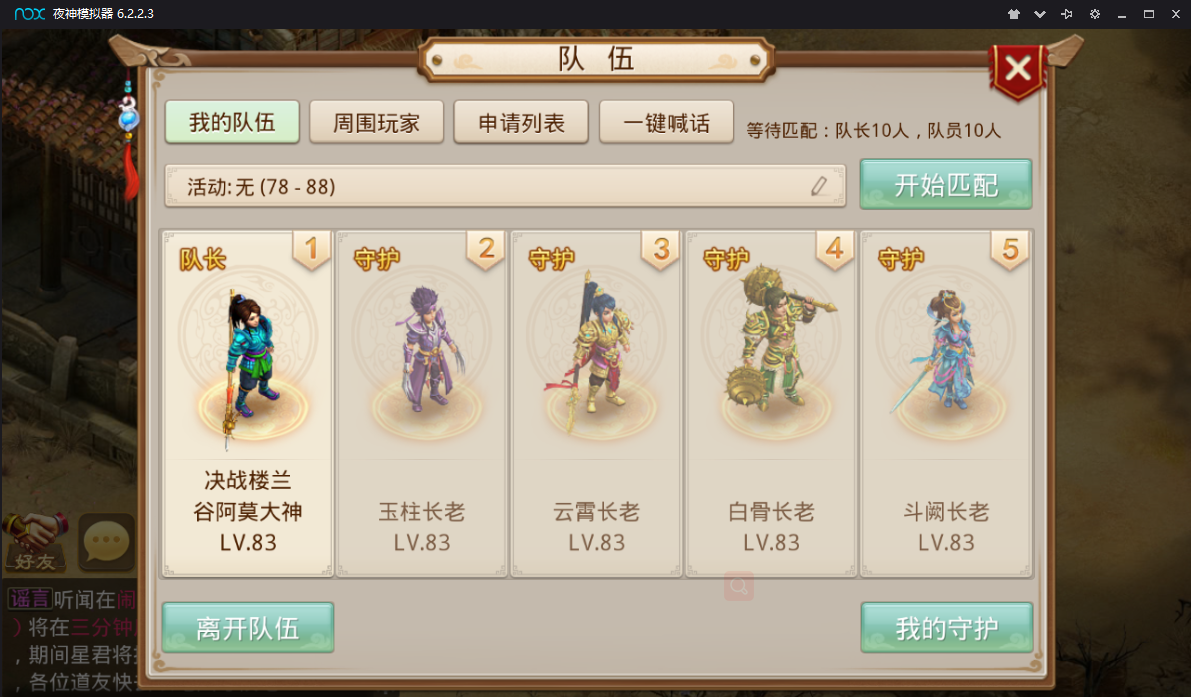 nox 夜神模拟器 6.2.2.3
队 伍
我的队伍
周围玩家
申请列表
一键喊话
等待匹配：队长10人，队员10人
活动: 无 (78 - 88)
开始匹配
队长
1
守护
2
守护
3
守护
4
守护
5
决战楼兰
谷阿莫大神
LV.83
玉柱长老
LV.83
云霄长老
LV.83
白骨长老
LV.83
斗阙长老
LV.83
好友
谣言 听闻在闹
）将在三分钟
，期间星君将
，各位道友快
离开队伍
我的守护